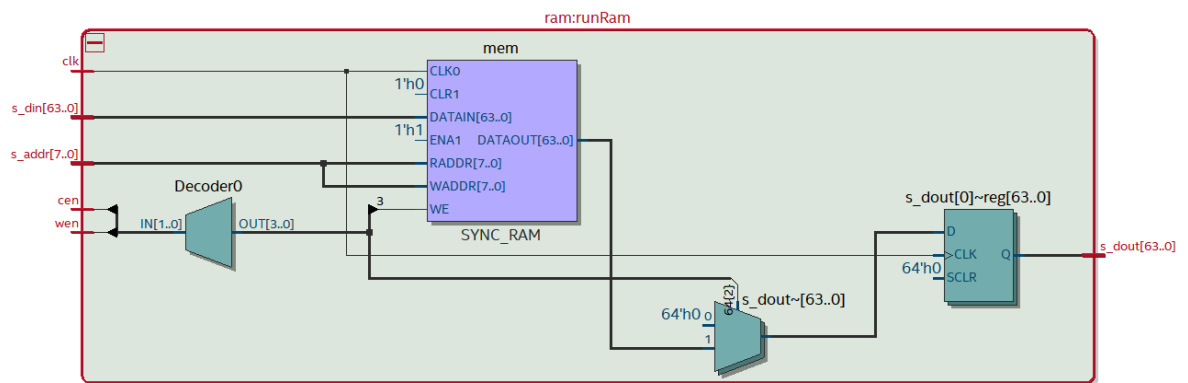 ram:runRam
mem
clk
CLK0
1'h0
CLR1
s_din[63..0]
DATAIN[63..0]
1'h1
ENA1 DATAOUT[63..0]
s_addr[7..0]
RADDR[7..0]
Decoder0
WADDR[7..0]
cen
3
WE
s_dout[0]~reg[63..0]
wen
IN[1..0] OUT[3..0]
SYNC_RAM
D
s_dout[63..0]
CLK Q
64'h0
SCLR
64{2}
s_dout~[63..0]
64'h0 0
1